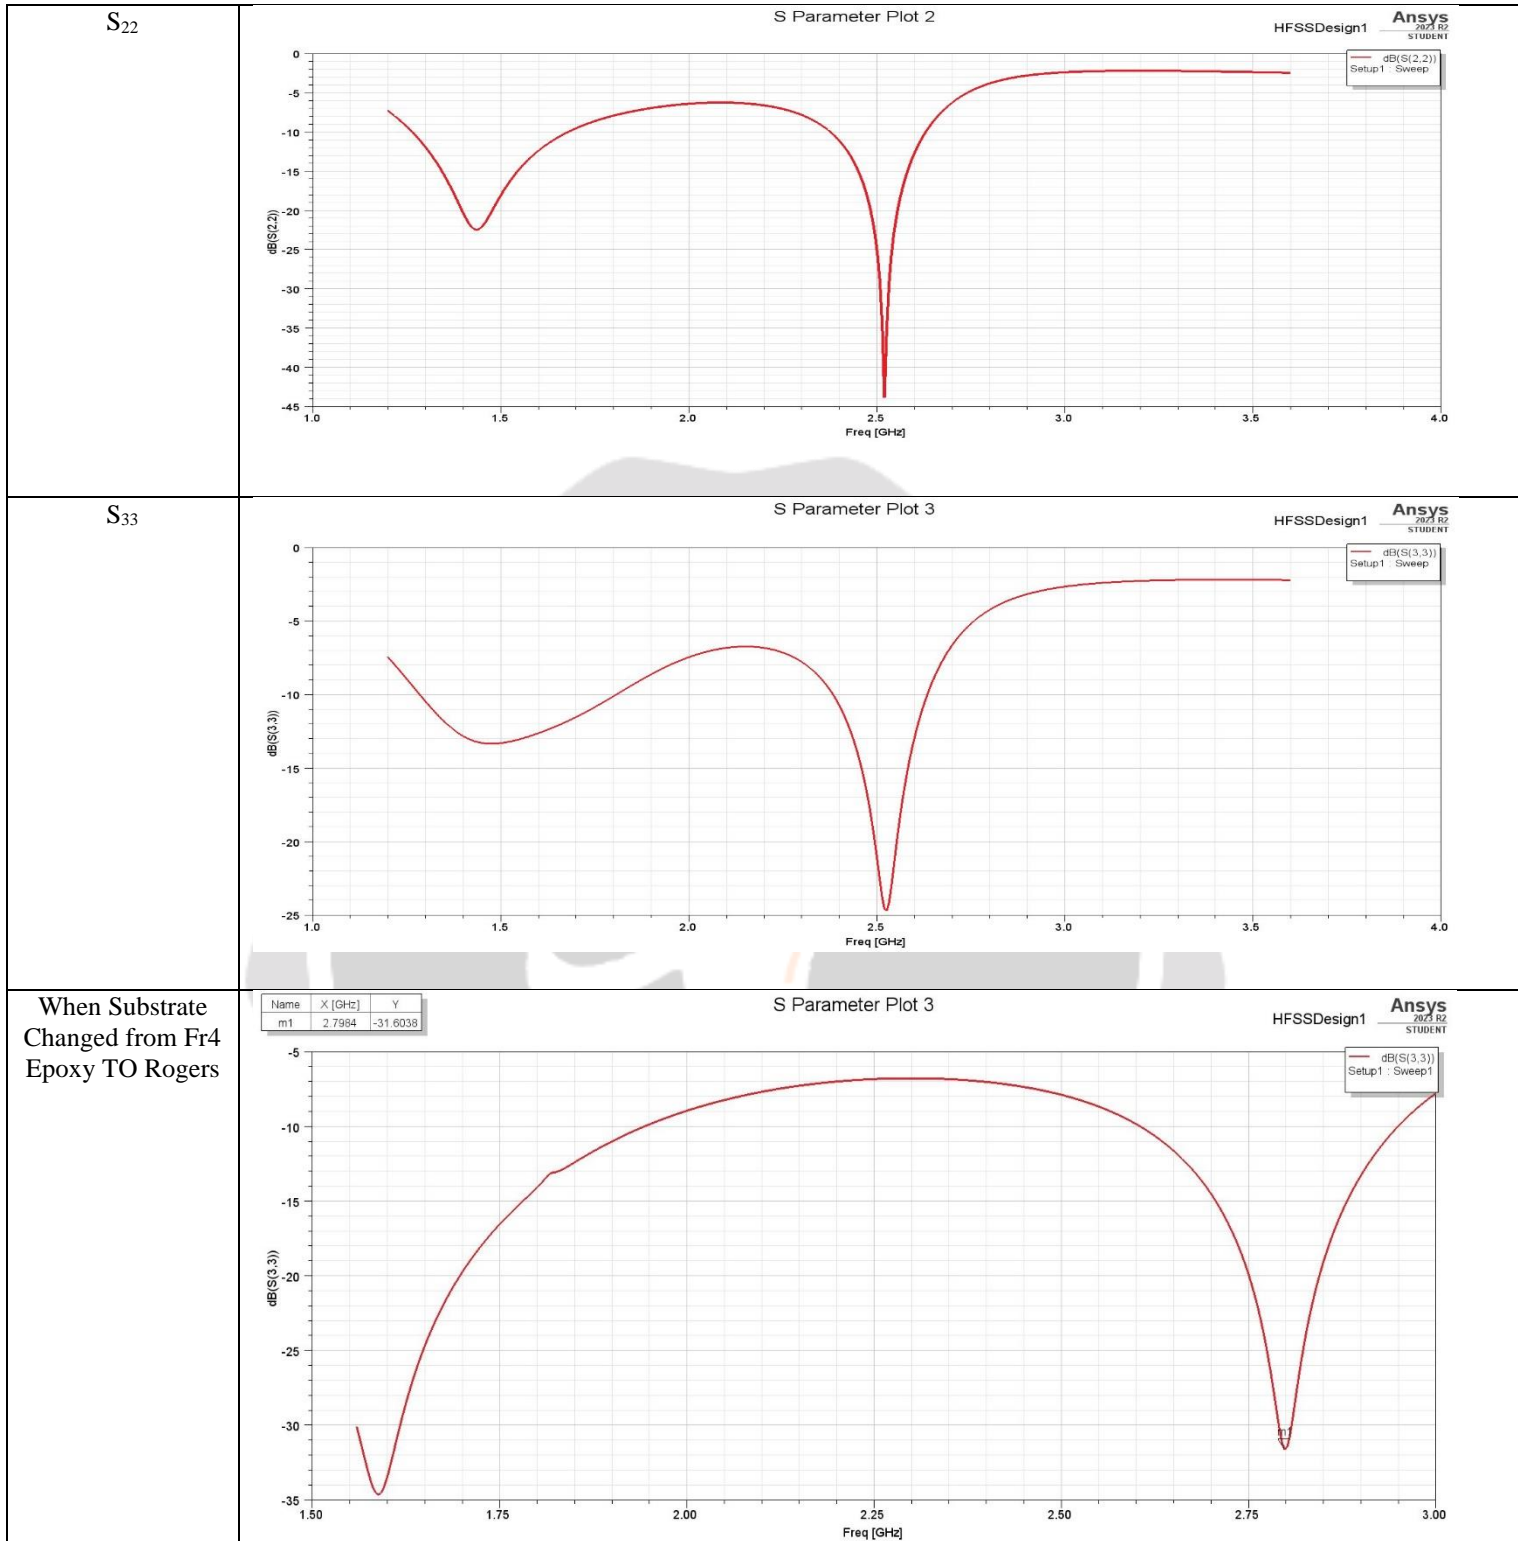 S22
S Parameter Plot 2
HFSSDesign1
Ansys
2023 R2
STUDENT
dB(S(2,2))
Setup1 : Sweep
0
-5
-10
-15
-20
-25
-30
-35
-40
-45
dB(S(2,2))
1.0 1.5 2.0 2.5 3.0 3.5 4.0
Freq [GHz]
S33
S Parameter Plot 3
HFSSDesign1
Ansys
2023 R2
STUDENT
dB(S(3,3))
Setup1 : Sweep
0
-5
-10
-15
-20
-25
dB(S(3,3))
1.0 1.5 2.0 2.5 3.0 3.5 4.0
Freq [GHz]
When Substrate
Changed from Fr4
Epoxy TO Rogers
Name X [GHz] Y
m1 2.7984 -31.6038
S Parameter Plot 3
HFSSDesign1
Ansys
2023 R2
STUDENT
dB(S(3,3))
Setup1 : Sweep1
-5
-10
-15
-20
-25
-30
-35
dB(S(3,3))
m1
1.50 1.75 2.00 2.25 2.50 2.75 3.00
Freq [GHz]